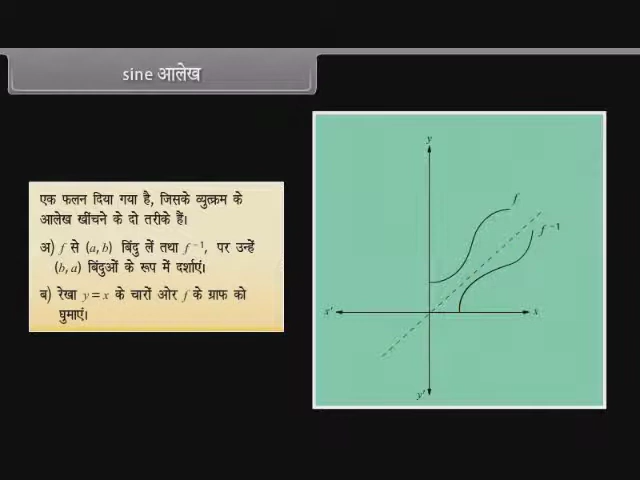 sine आलेख
एक फलन दिया गया है, जिसके व्युत्क्रम के
आलेख खींचने के दो तरीके हैं।
अ) f से (a, b) बिंदु लें तथा f⁻¹, पर उन्हें
(b, a) बिंदुओं के रूप में दर्शाएं।
ब) रेखा y = x के चारों ओर f के ग्राफ को
घुमाएं।
y
f
f⁻¹
x'
x
y'